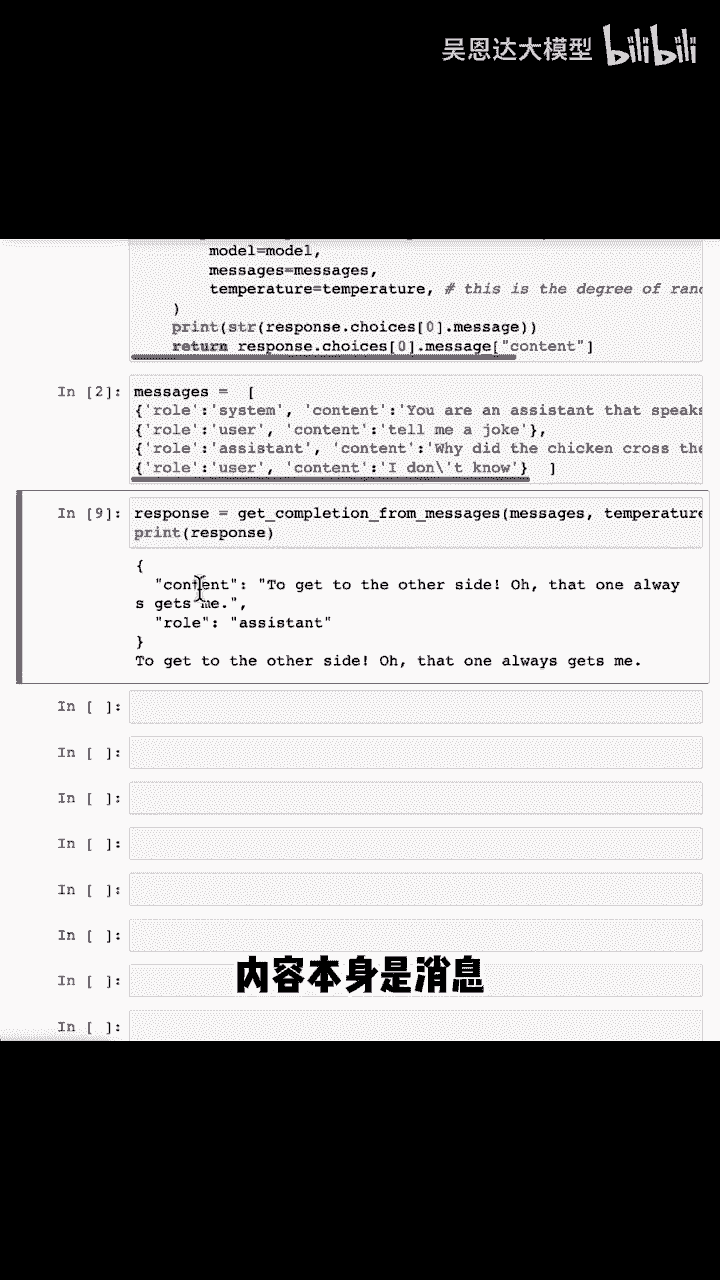 吴恩达大模型 bilibili
model=model,
messages=messages,
temperature=temperature, # this is the degree of ran
)
print(str(response.choices[0].message))
return response.choices[0].message["content"]
In [2]: messages =  [
{'role':'system', 'content':'You are an assistant that speaks
{'role':'user', 'content':'tell me a joke'},
{'role':'assistant', 'content':'Why did the chicken cross the
{'role':'user', 'content':'I don\'t know'}  ]
In [9]: response = get_completion_from_messages(messages, temperature
print(response)
{
"content": "To get to the other side! Oh, that one alway
s gets me.",
"role": "assistant"
}
To get to the other side! Oh, that one always gets me.
In [ ]:
In [ ]:
In [ ]:
In [ ]:
In [ ]:
In [ ]:
In [ ]:
内容本身是消息
In [ ]: